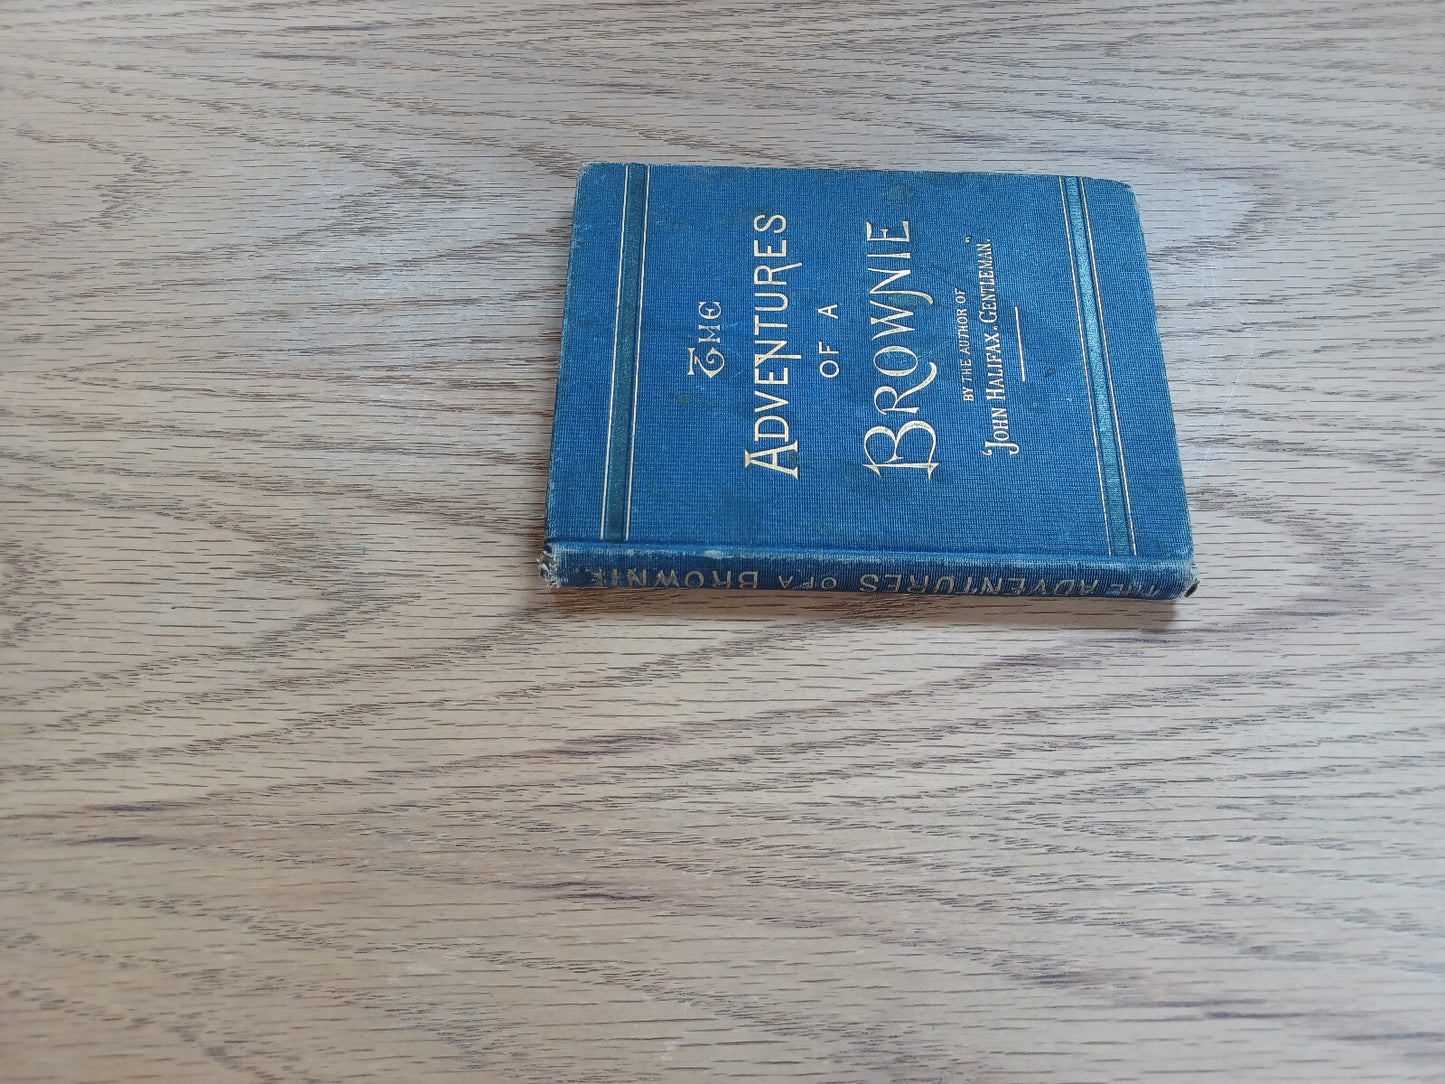 THE
ADVENTURES
OF A
BROWNIE
BY THE AUTHOR OF
"JOHN HALIFAX, GENTLEMAN."
THE ADVENTURES OF A BROWNIE.